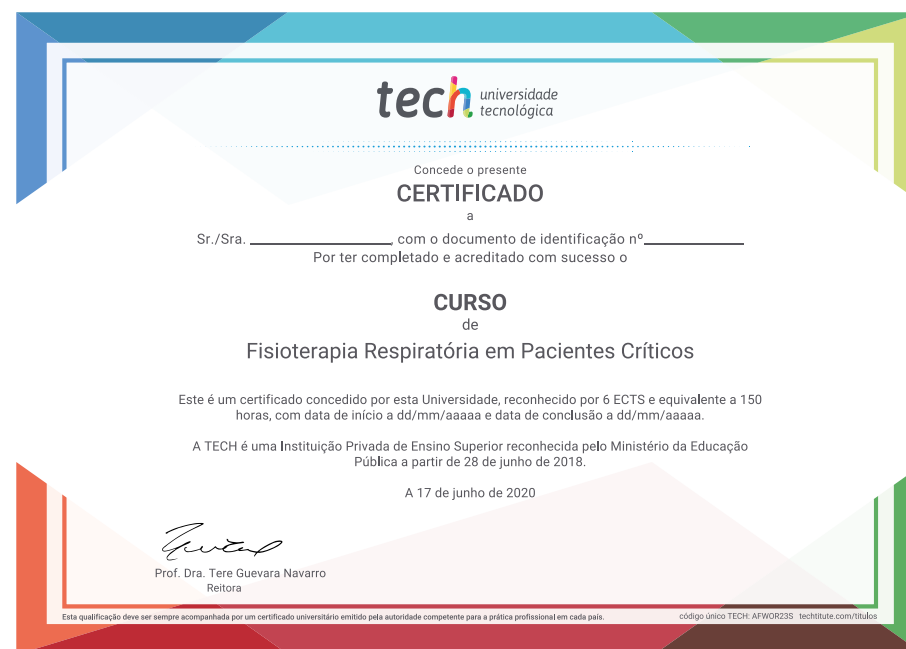 tech universidade
tecnológica
Concede o presente
CERTIFICADO
a
Sr./Sra. ________________, com o documento de identificação nº___________
Por ter completado e acreditado com sucesso o
CURSO
de
Fisioterapia Respiratória em Pacientes Críticos
Este é um certificado concedido por esta Universidade, reconhecido por 6 ECTS e equivalente a 150
horas, com data de início a dd/mm/aaaaa e data de conclusão a dd/mm/aaaaa.
A TECH é uma Instituição Privada de Ensino Superior reconhecida pelo Ministério da Educação
Pública a partir de 28 de junho de 2018.
A 17 de junho de 2020
Prof. Dra. Tere Guevara Navarro
Reitora
Esta qualificação deve ser sempre acompanhada por um certificado universitário emitido pela autoridade competente para a prática profissional em cada país.
código único TECH: AFWOR23S techtitute.com/titulos